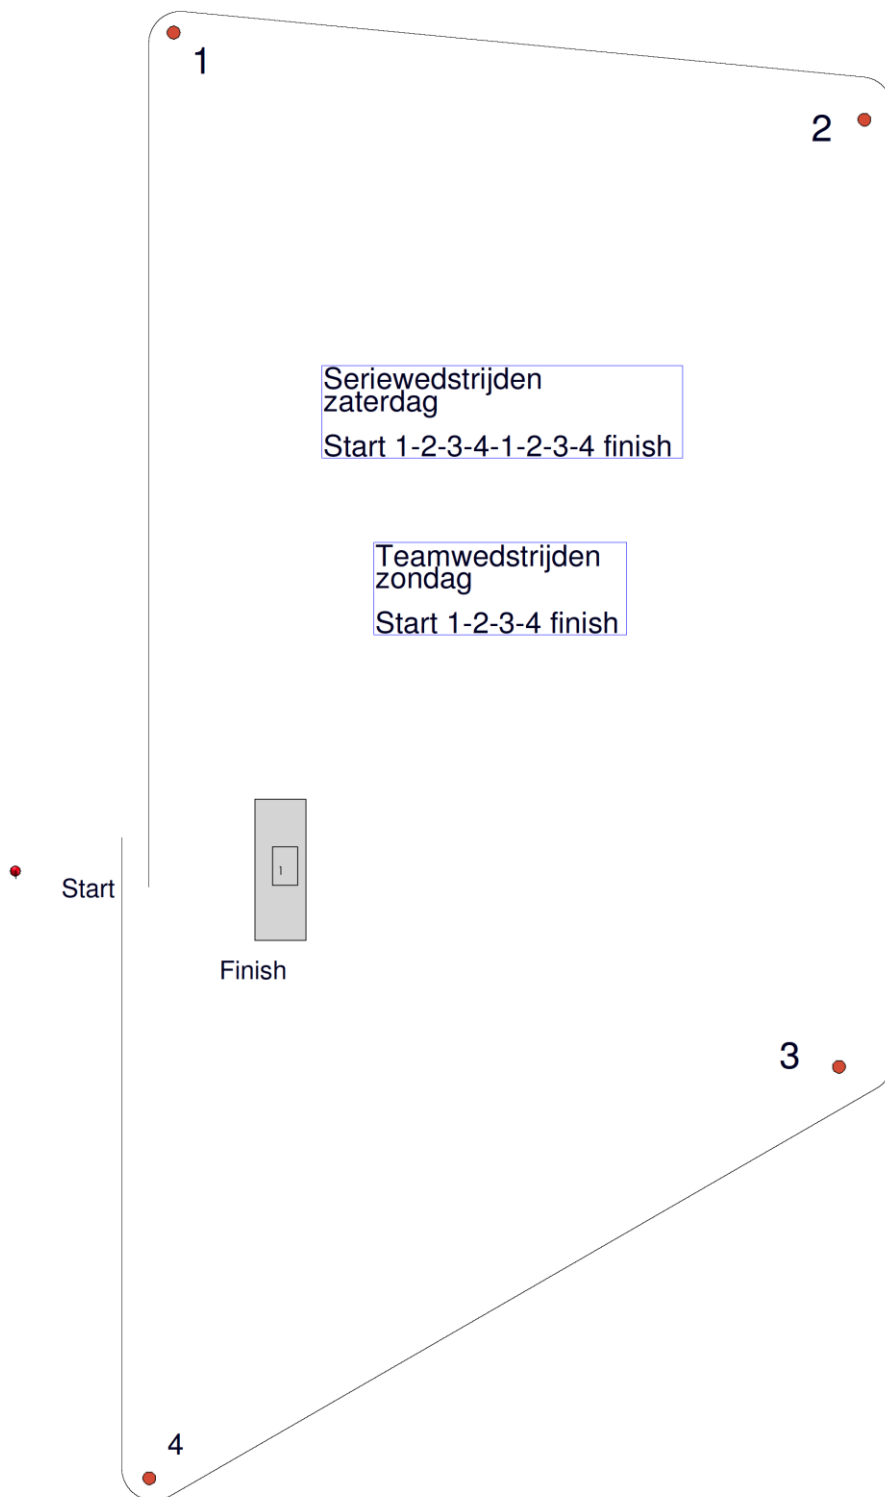 1
2
Seriewedstrijden
zaterdag
Start 1-2-3-4-1-2-3-4 finish
Teamwedstrijden
zondag
Start 1-2-3-4 finish
1
Start
Finish
3
4